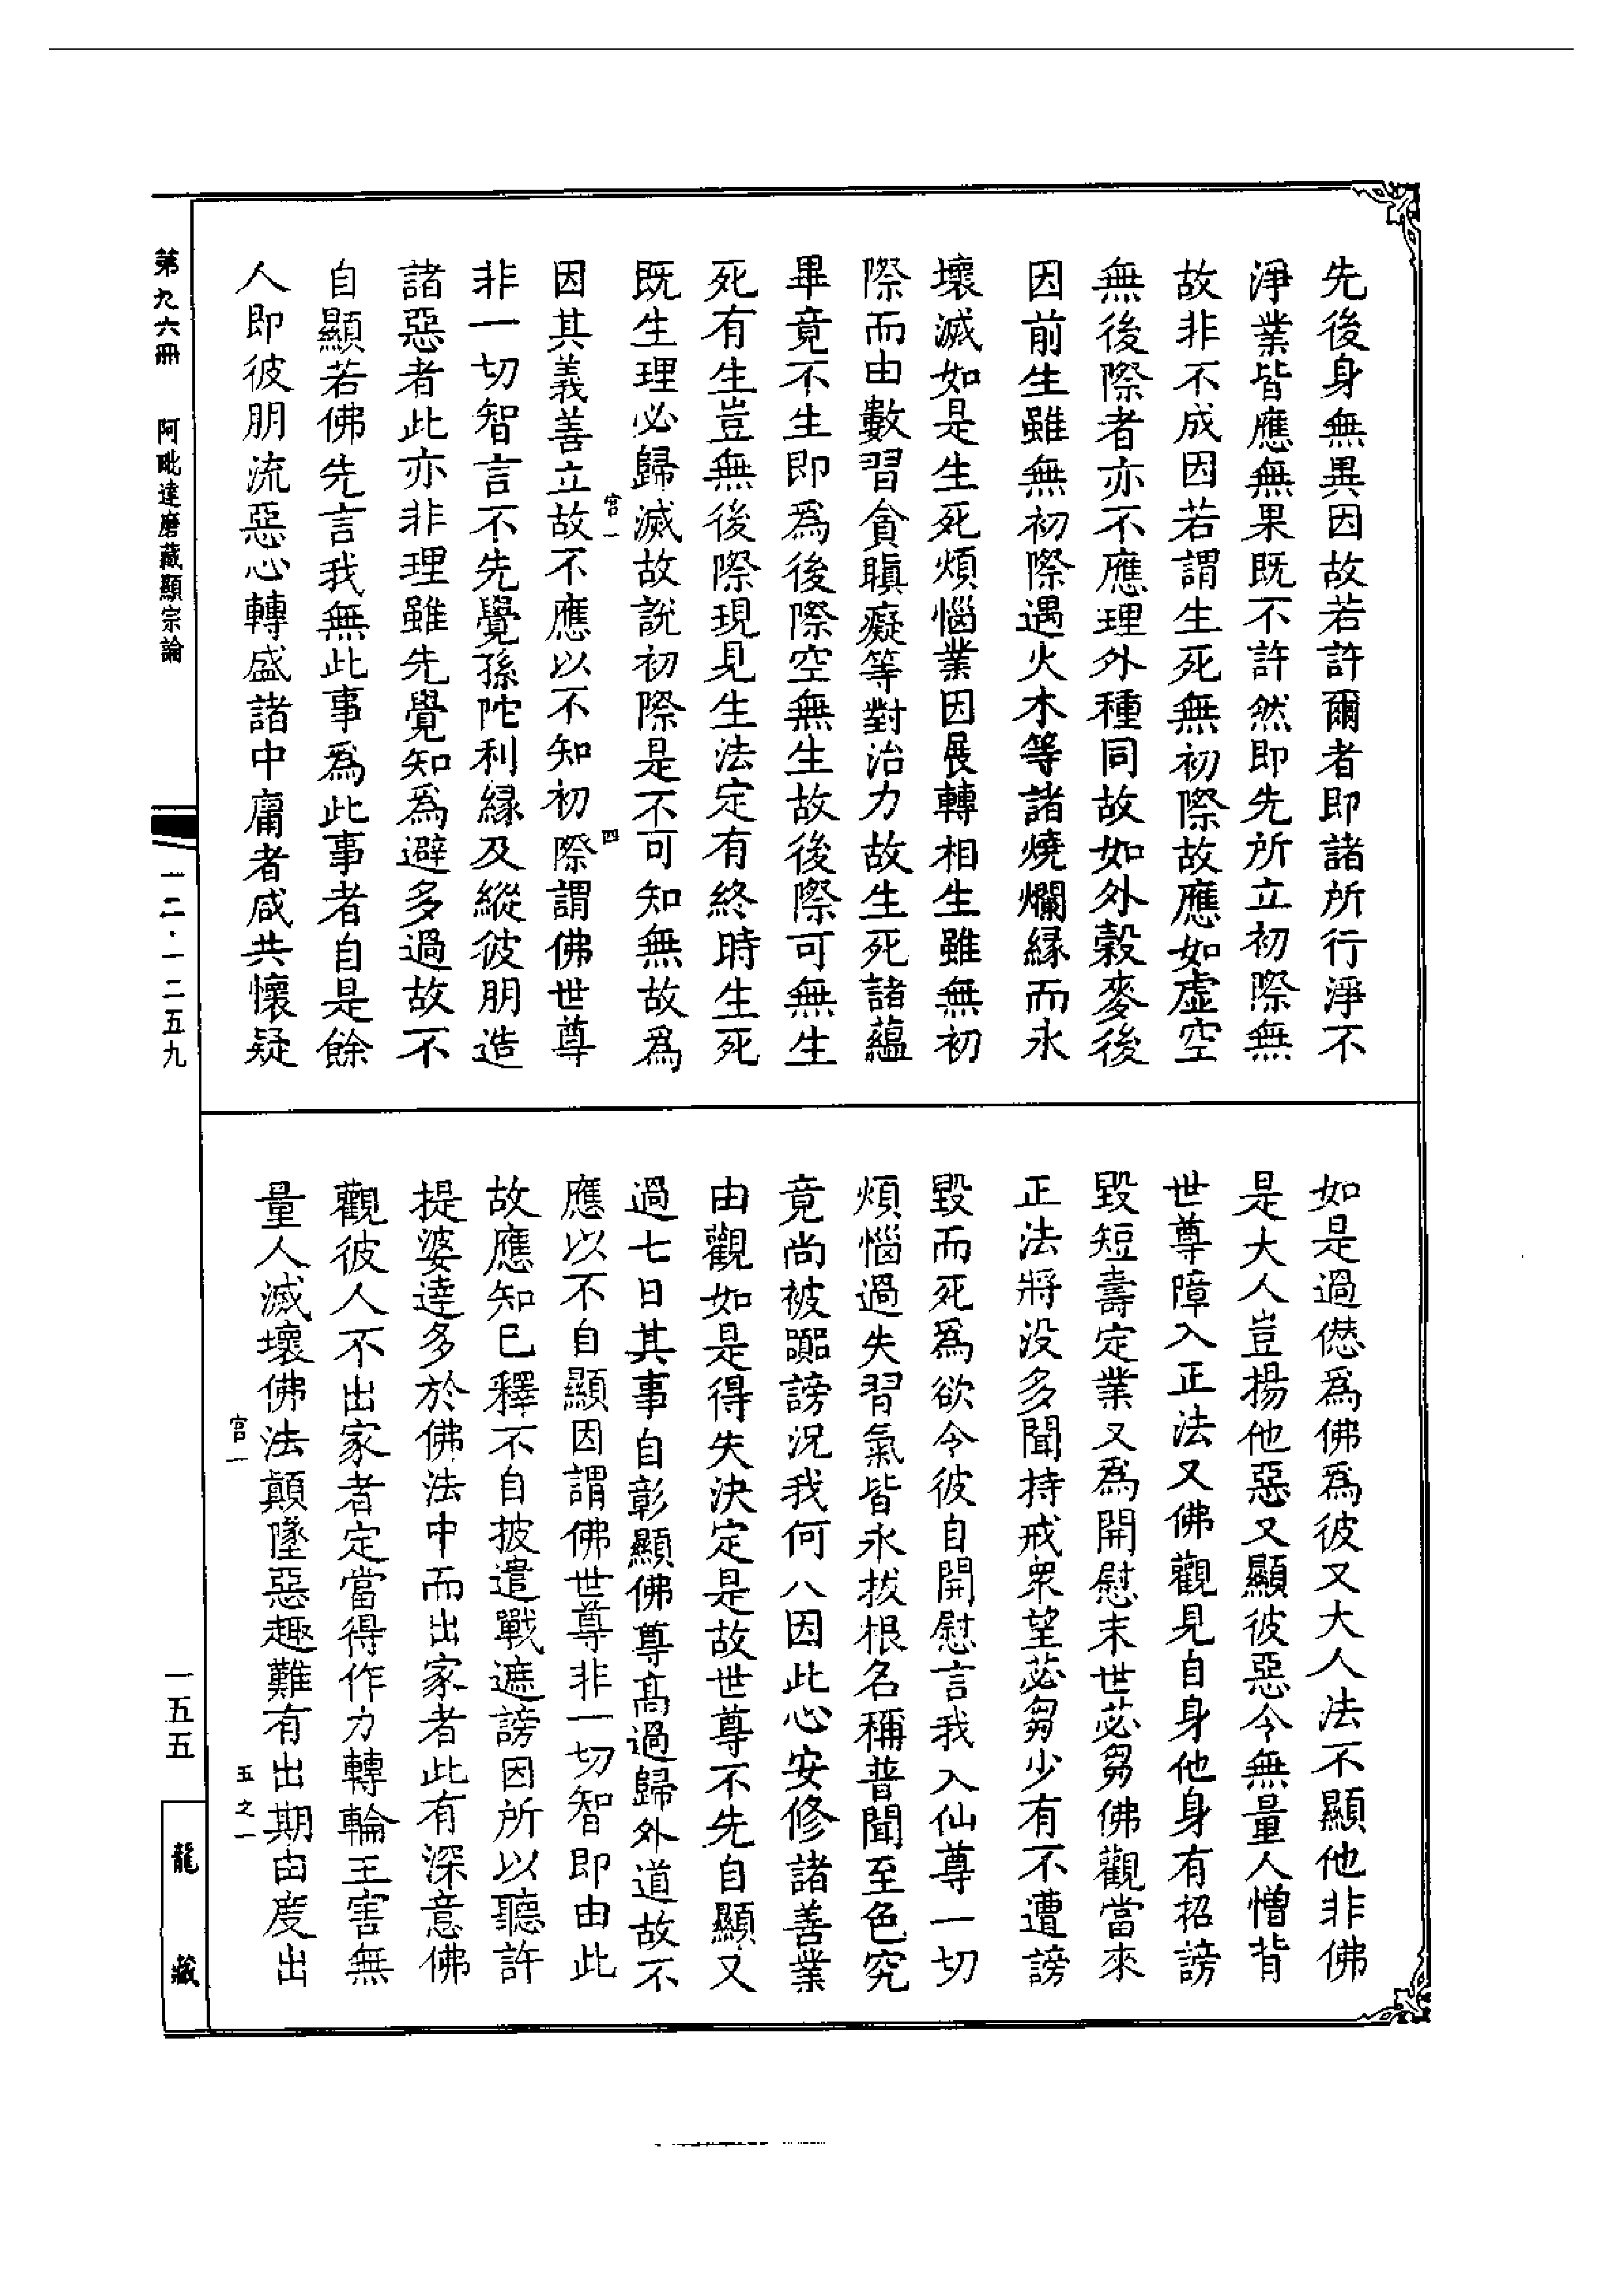 先後身無異因故若許爾者即諸所行淨不
淨業皆應無果既不許然即先所立初際無
故非不成因若謂生死無初際故應如虛空
無後際者亦不應理外種同故如外穀麥後
因前生雖無初際遇火木等諸燒爛緣而永
壞滅如是生死煩惱業因展轉相生雖無初
際而由數習貪瞋癡等對治力故生死諸蘊
畢竟不生即為後際空無生故後際可無生
死有生豈無後際現見生法定有終時生死
既生理必歸滅故說初際是不可知無故為
官一
四
因其義善立故不應以不知初際謂佛世尊
非一切智言不先覺孫陀利緣及縱彼朋造
諸惡者此亦非理雖先覺知為避多過故不
自顯若佛先言我無此事為此事者自是餘
人即彼朋流惡心轉盛諸中庸者咸共懷疑
如是過僽為佛為彼又大人法不顯他非佛
是大人豈揚他惡又顯彼惡令無量人憎背
世尊障入正法又佛觀見自身他身有招謗
毀短壽定業又為開慰末世苾芻佛觀當來
正法將沒多聞持戒眾望苾芻少有不遭謗
毀而死為欲令彼自開慰言我入仙尊一切
煩惱過失習氣皆永拔根名稱普聞至色究
竟尚被嚚謗況我何人因此心安修諸善業
由觀如是得失決定是故世尊不先自顯又
過七日其事自彰顯佛尊高過歸外道故不
應以不自顯因謂佛世尊非一切智即由此
故應知已釋不自披遣戰遮謗因所以聽許
提婆達多於佛法中而出家者此有深意佛
觀彼人不出家者定當得作力轉輪王害無
量人滅壞佛法顛墜惡趣難有出期由度出
官一
五之一
第九六冊 阿毗達磨藏顯宗論
一二·一二五九
一五五
龍藏